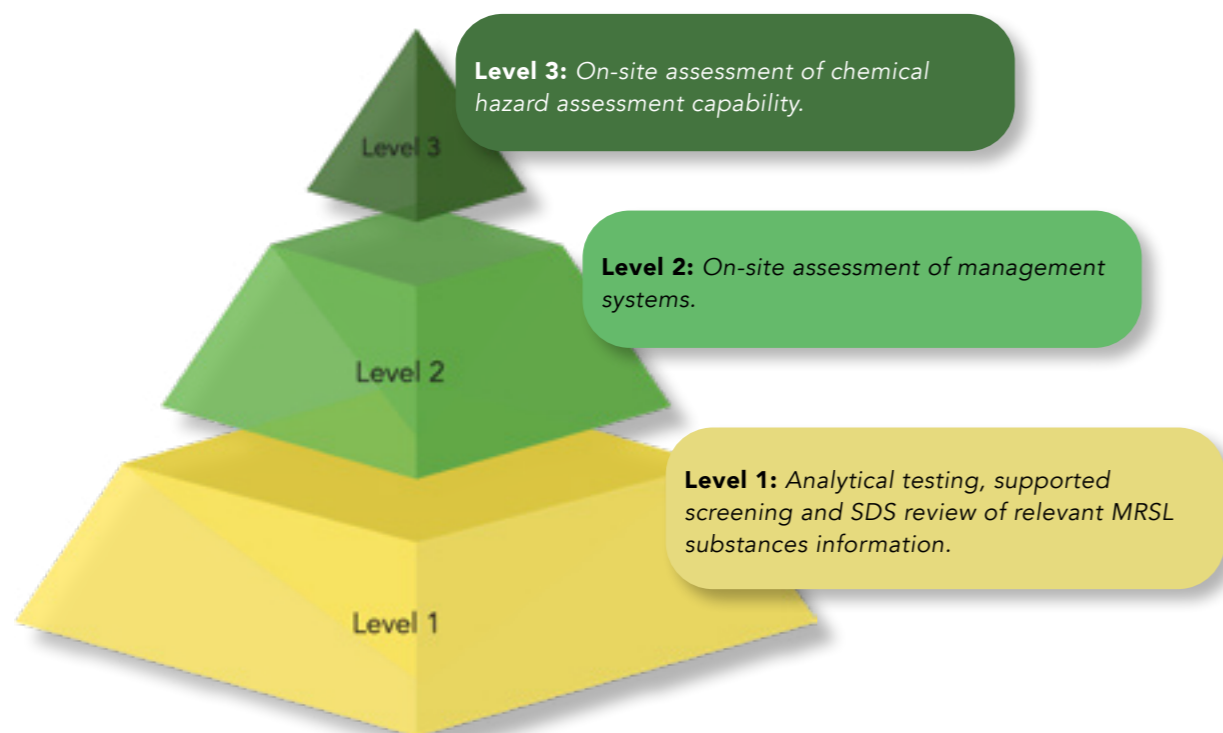 Level 3: On-site assessment of chemical
hazard assessment capability.
Level 3
Level 2: On-site assessment of management
systems.
Level 2
Level 1: Analytical testing, supported
screening and SDS review of relevant MRSL
substances information.
Level 1